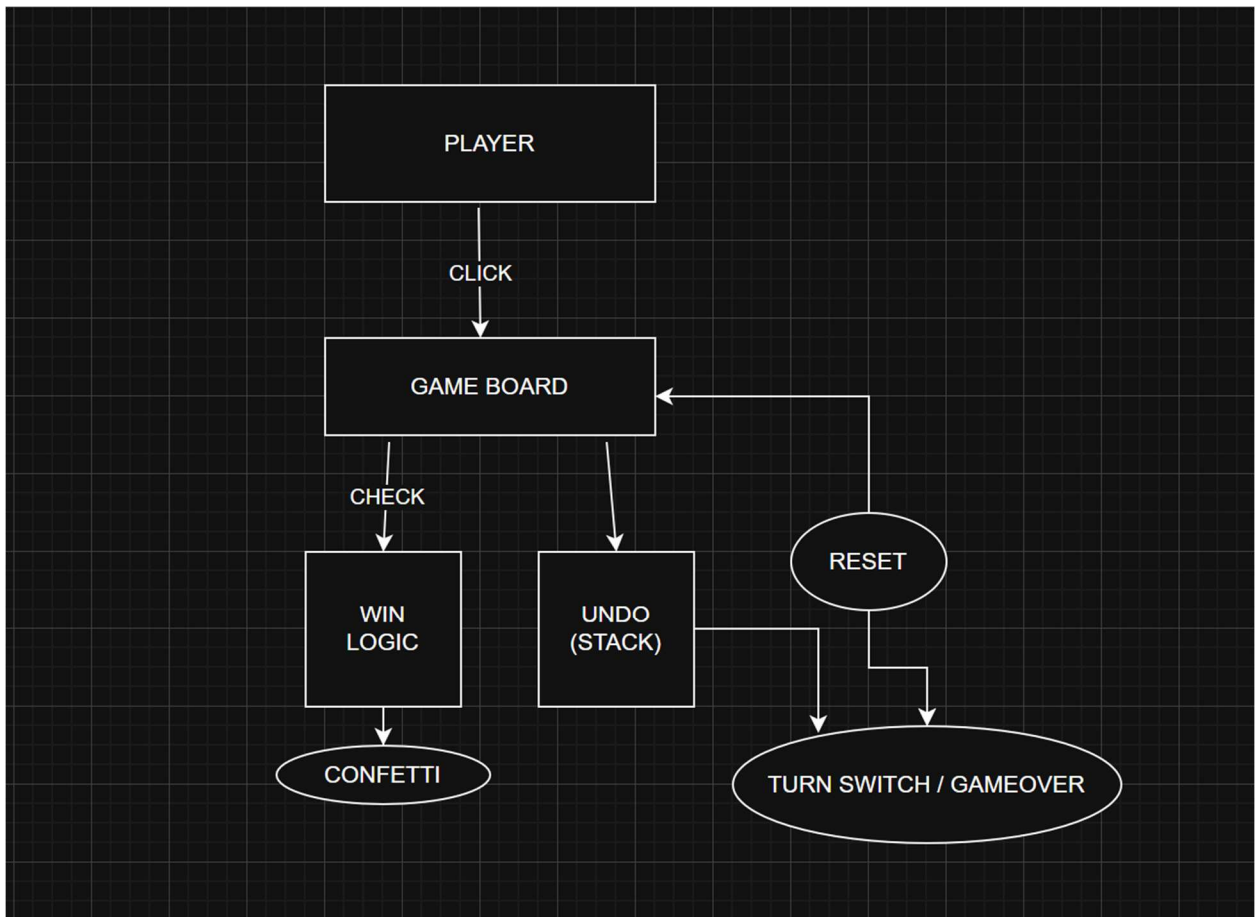 PLAYER
CLICK
GAME BOARD
CHECK
WIN
LOGIC
UNDO
(STACK)
RESET
CONFETTI
TURN SWITCH / GAMEOVER